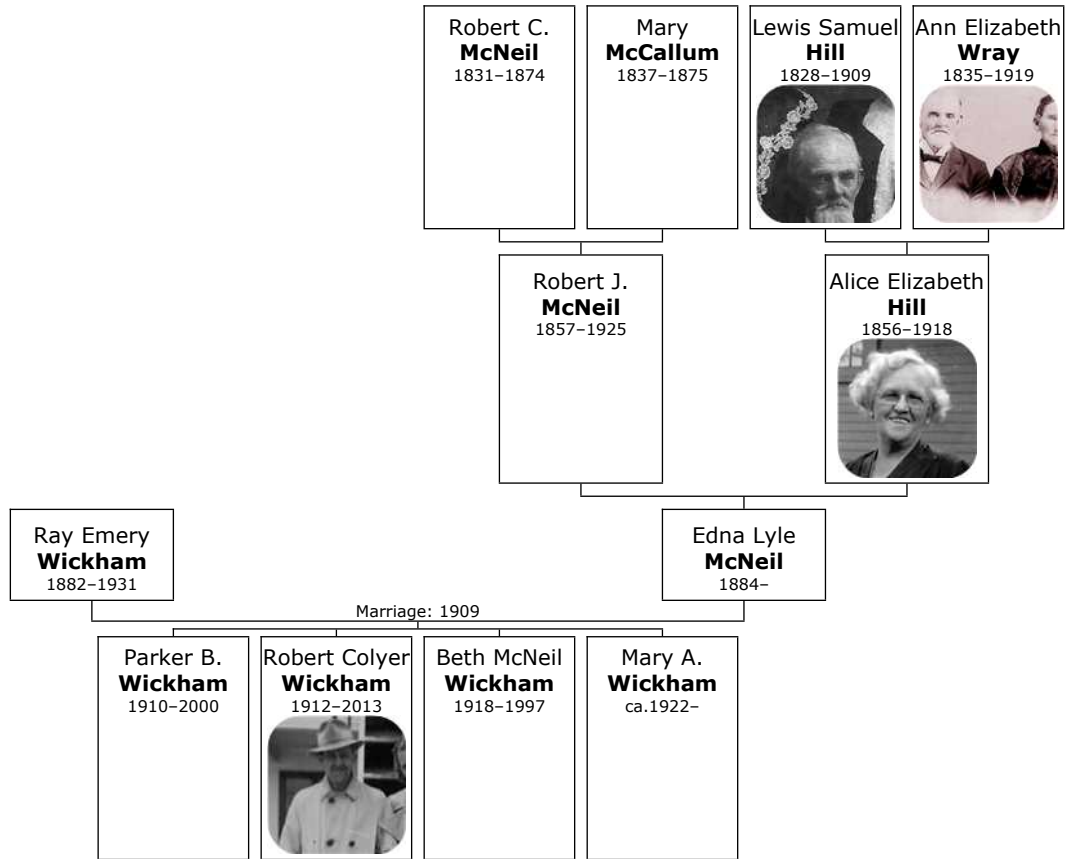 Robert C.
McNeil
1831–1874
Mary
McCallum
1837–1875
Lewis Samuel
Hill
1828–1909
Ann Elizabeth
Wray
1835–1919
Robert J.
McNeil
1857–1925
Alice Elizabeth
Hill
1856–1918
Ray Emery
Wickham
1882–1931
Edna Lyle
McNeil
1884–
Marriage: 1909
Parker B.
Wickham
1910–2000
Robert Colyer
Wickham
1912–2013
Beth McNeil
Wickham
1918–1997
Mary A.
Wickham
ca.1922–